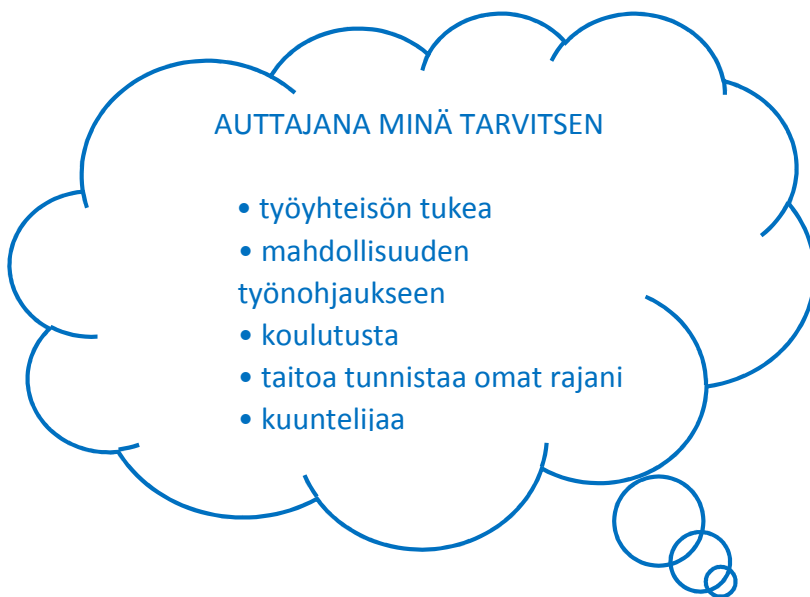 AUTTAJANA MINÄ TARVITSEN
• työyhteisön tukea
• mahdollisuuden
työnohjaukseen
• koulutusta
• taitoa tunnistaa omat rajani
• kuuntelijaa